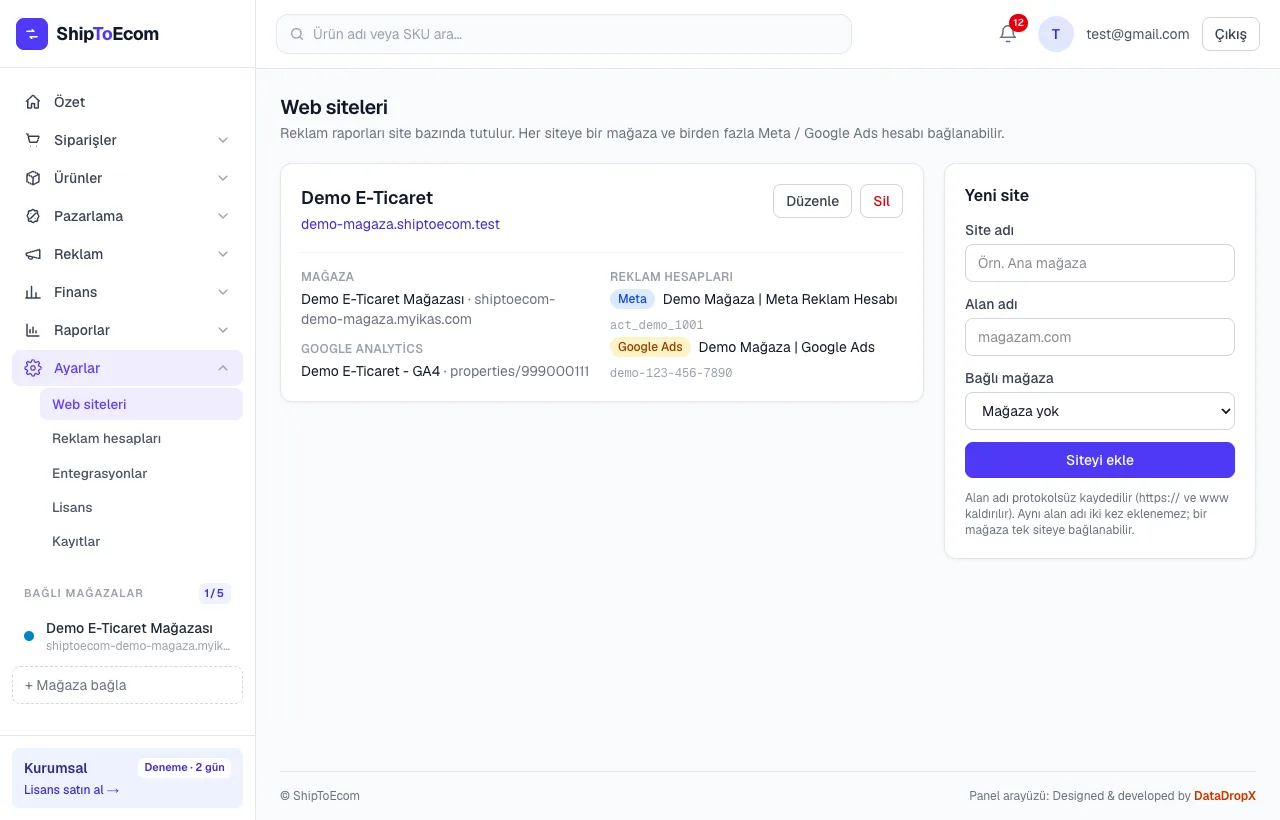 ShipToEcom
Ürün adı veya SKU ara...
12
T
test@gmail.com
Çıkış
Özet
Siparişler
Ürünler
Pazarlama
Reklam
Finans
Raporlar
Ayarlar
Web siteleri
Reklam hesapları
Entegrasyonlar
Lisans
Kayıtlar
BAĞLI MAĞAZALAR
1/5
Demo E-Ticaret Mağazası
shiptoecom-demo-magaza.myik...
+ Mağaza bağla
Kurumsal
Deneme · 2 gün
Lisans satın al →
Web siteleri
Reklam raporları site bazında tutulur. Her siteye bir mağaza ve birden fazla Meta / Google Ads hesabı bağlanabilir.
Demo E-Ticaret
demo-magaza.shiptoecom.test
Düzenle
Sil
MAĞAZA
Demo E-Ticaret Mağazası · shiptoecom-
demo-magaza.myikas.com
GOOGLE ANALYTİCS
Demo E-Ticaret - GA4 · properties/999000111
REKLAM HESAPLARI
Meta Demo Mağaza | Meta Reklam Hesabı
act_demo_1001
Google Ads Demo Mağaza | Google Ads
demo-123-456-7890
Yeni site
Site adı
Örn. Ana mağaza
Alan adı
magazam.com
Bağlı mağaza
Mağaza yok
Siteyi ekle
Alan adı protokolsüz kaydedilir (https:// ve www
kaldırılır). Aynı alan adı iki kez eklenemez; bir
mağaza tek siteye bağlanabilir.
© ShipToEcom
Panel arayüzü: Designed & developed by DataDropX